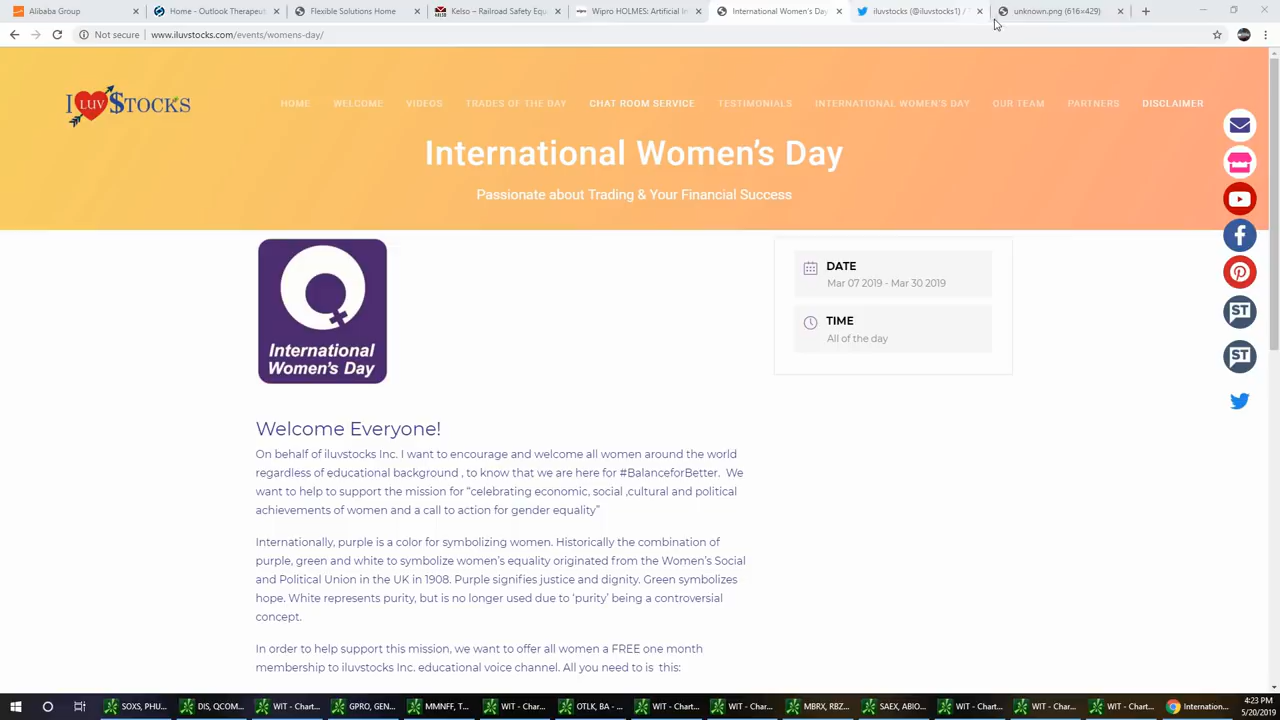 Alibaba Group
Home - Outlook Therapeut
Flexible Solutions Home
Kelso – Railroad Safety Equ
Wipro HOLMES: Artificial In
International Women's Day
iluvstocks (@iluvstocks1) / T
unknown.png (616×429)
Not secure
www.iluvstocks.com/events/womens-day/
I LUV $TOCKS
HOME
WELCOME
VIDEOS
TRADES OF THE DAY
CHAT ROOM SERVICE
TESTIMONIALS
INTERNATIONAL WOMEN'S DAY
OUR TEAM
PARTNERS
DISCLAIMER
International Women's Day
Passionate about Trading & Your Financial Success
International
Women's Day
DATE
Mar 07 2019 - Mar 30 2019
TIME
All of the day
ST
ST
Welcome Everyone!
On behalf of iluvstocks Inc. I want to encourage and welcome all women around the world
regardless of educational background , to know that we are here for #BalanceforBetter. We
want to help to support the mission for "celebrating economic, social ,cultural and political
achievements of women and a call to action for gender equality"
Internationally, purple is a color for symbolizing women. Historically the combination of
purple, green and white to symbolize women's equality originated from the Women's Social
and Political Union in the UK in 1908. Purple signifies justice and dignity. Green symbolizes
hope. White represents purity, but is no longer used due to 'purity' being a controversial
concept.
In order to help support this mission, we want to offer all women a FREE one month
membership to iluvstocks Inc. educational voice channel. All you need to is this:
SOXS, PHU...
DIS, QCOM...
WIT - Chart...
GPRO, GEN...
MMNFF, T...
WIT - Chart...
OTLK, BA - ...
WIT - Chart...
MBRX, RBZ...
SAEX, ABIO...
WIT - Chart...
WIT - Chart...
WIT - Chart...
Internation...
4:23 PM
5/20/2019